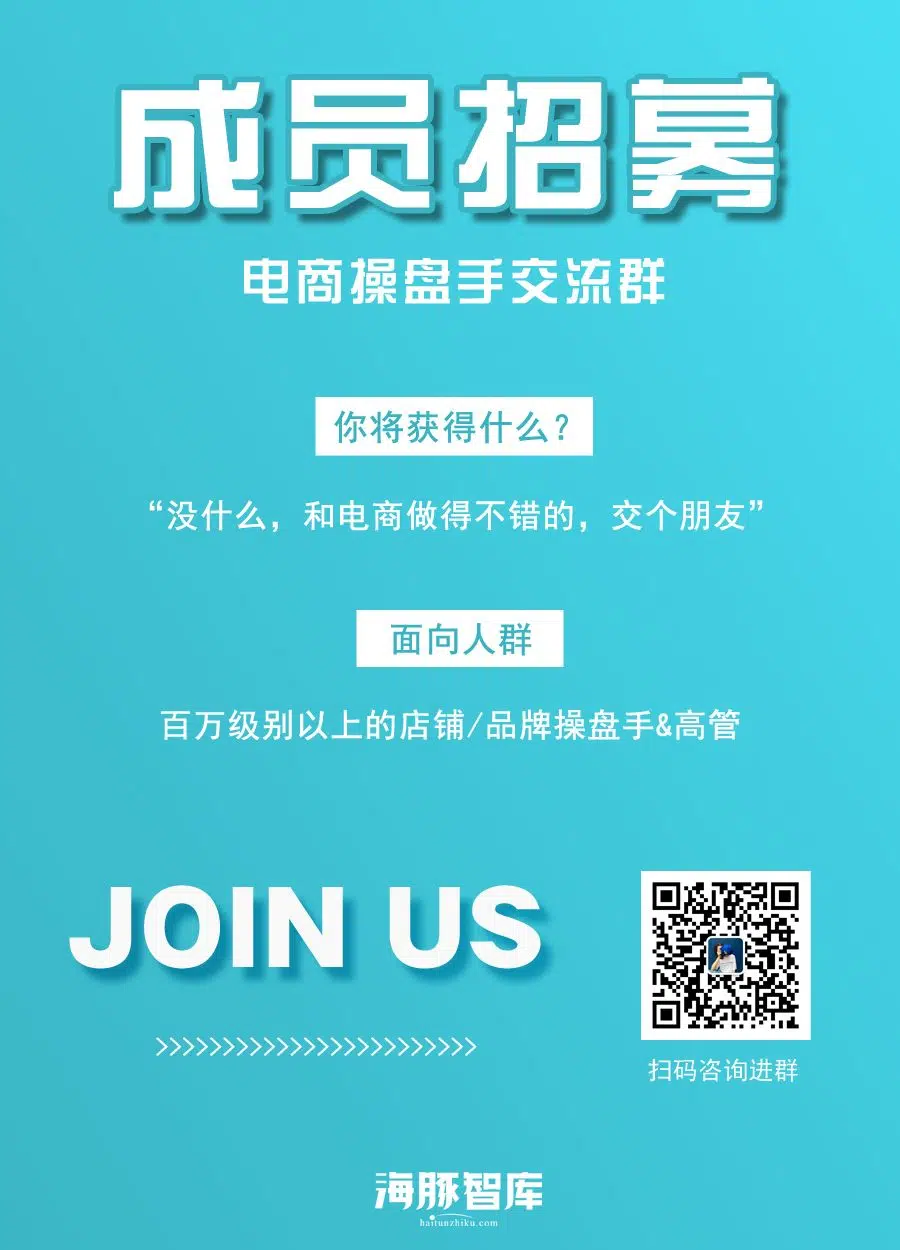 成员招募
电商操盘手交流群
你将获得什么？
“没什么，和电商做得不错的，交个朋友”
面向人群
百万级别以上的店铺/品牌操盘手&高管
JOIN US
>>>>>>>>>>>>>>>>>>>>>>>>
扫码咨询进群
海豚智库
haitunzhiku.com